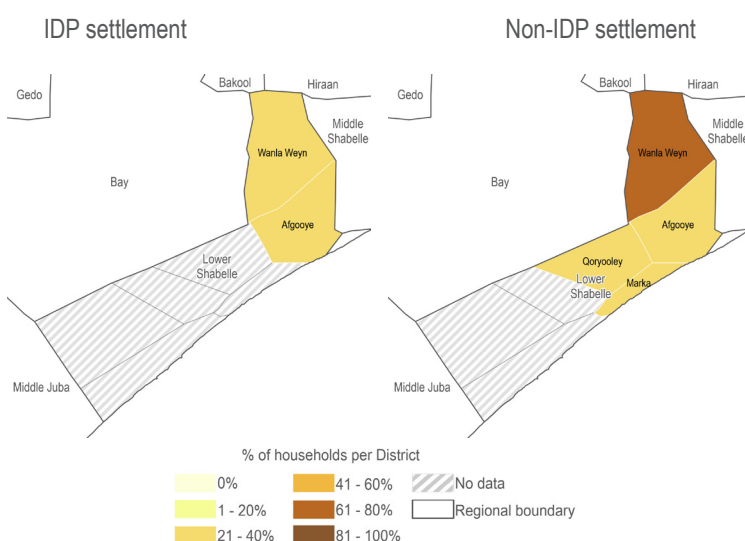 IDP settlement
Gedo
Bakool
Hiraan
Middle
Shabelle
Wanla Weyn
Bay
Afgooye
Lower
Shabelle
Middle Juba
Non-IDP settlement
Gedo
Bakool
Hiraan
Middle
Shabelle
Wanla Weyn
Bay
Afgooye
Qoryooley
Lower
Shabelle
Marka
Middle Juba
% of households per District
0%
1 - 20%
21 - 40%
41 - 60%
61 - 80%
81 - 100%
No data
Regional boundary